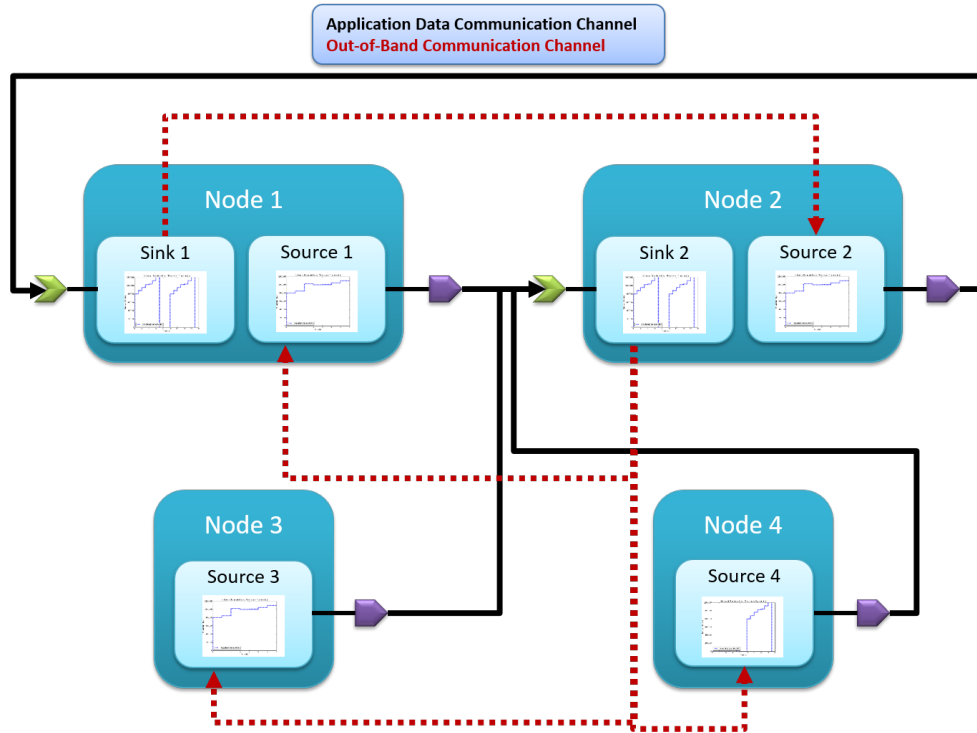 Application Data Communication Channel
Out-of-Band Communication Channel
Node 1
Node 2
Sink 1
Source 1
Sink 2
Source 2
Node 3
Node 4
Source 3
Source 4